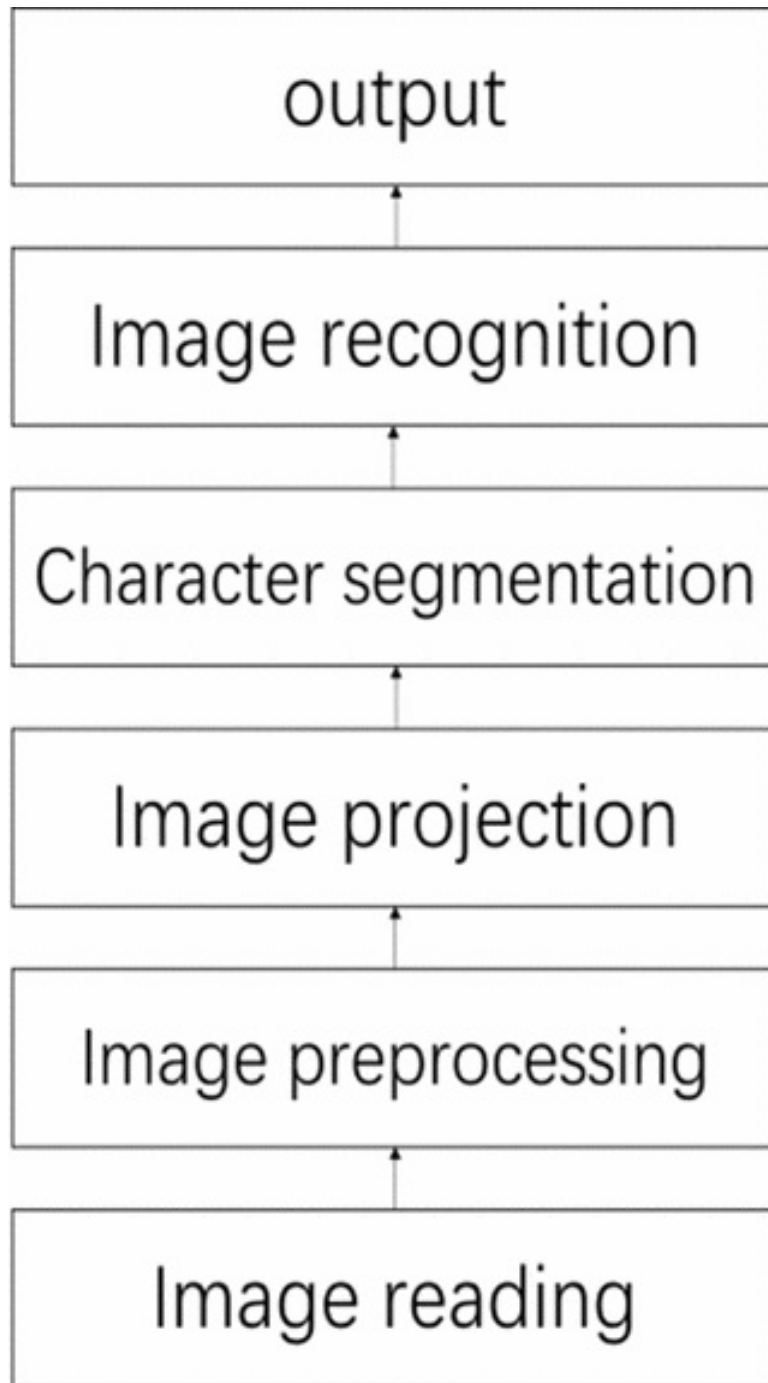 output
Image recognition
Character segmentation
Image projection
Image preprocessing
Image reading